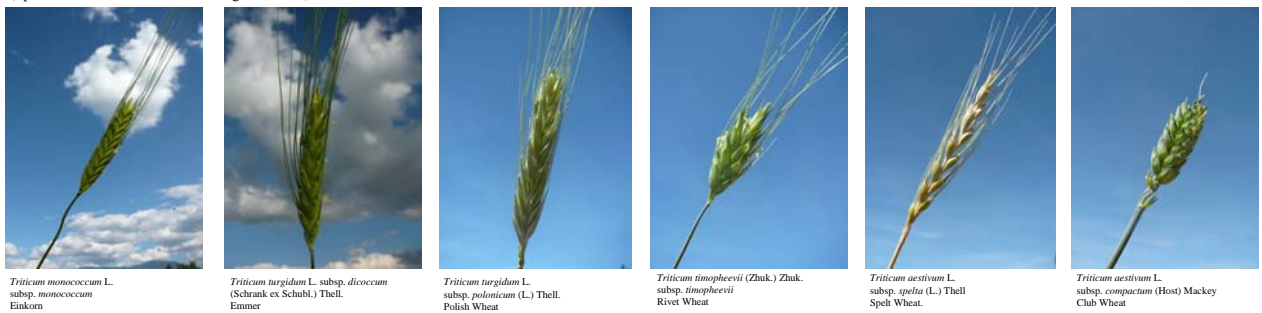 Triticum monococcum L.
subsp. monococcum
Einkorn
Triticum turgidum L. subsp. dicoccum
(Schrank ex Schubl.) Thell.
Emmer
Triticum turgidum L.
subsp. polonicum (L.) Thell.
Polish Wheat
Triticum timopheevii (Zhuk.) Zhuk.
subsp. timopheevii
Rivet Wheat
Triticum aestivum L.
subsp. spelta (L.) Thell
Spelt Wheat.
Triticum aestivum L.
subsp. compactum (Host) Mackey
Club Wheat